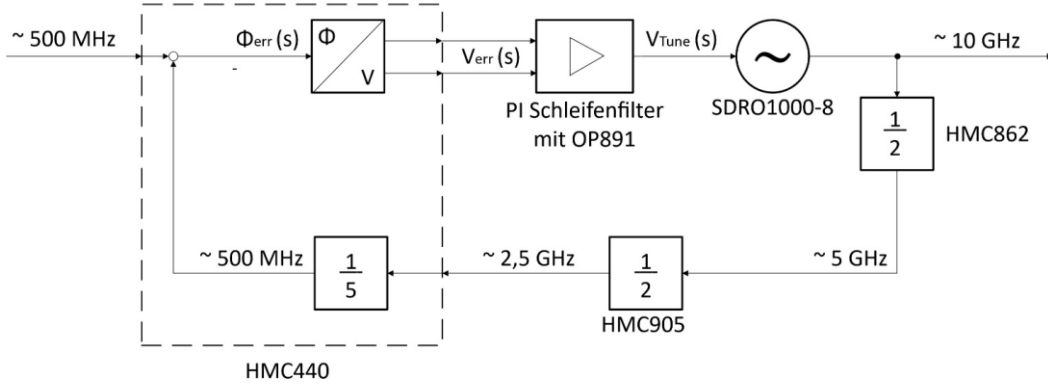 ~ 500 MHz
Φerr (s)
Φ
V
Verr (s)
VTune (s)
~
~ 10 GHz
PI Schleifenfilter
mit OP891
SDRO1000-8
1
2
HMC862
~ 500 MHz
1
5
~ 2,5 GHz
1
2
~ 5 GHz
HMC905
HMC440